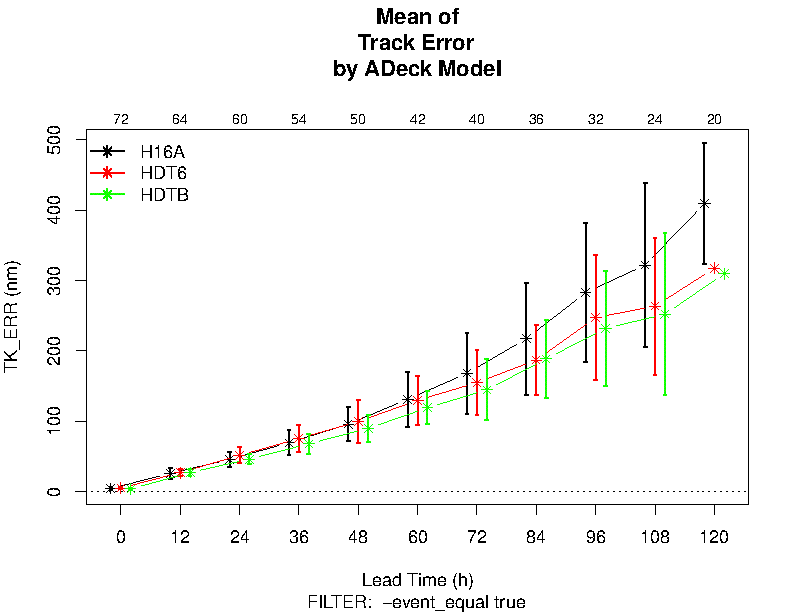 Mean of
Track Error
by ADeck Model
72 64 60 54 50 42 40 36 32 24 20
H16A
HDT6
HDTB
TK_ERR (nm)
500
400
300
200
100
0
0 12 24 36 48 60 72 84 96 108 120
Lead Time (h)
FILTER: −event_equal true